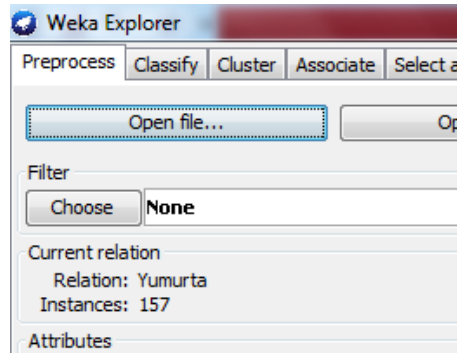 Weka Explorer
Preprocess Classify Cluster Associate Select a
Open file... Op
Filter
Choose None
Current relation
Relation: Yumurta
Instances: 157
Attributes